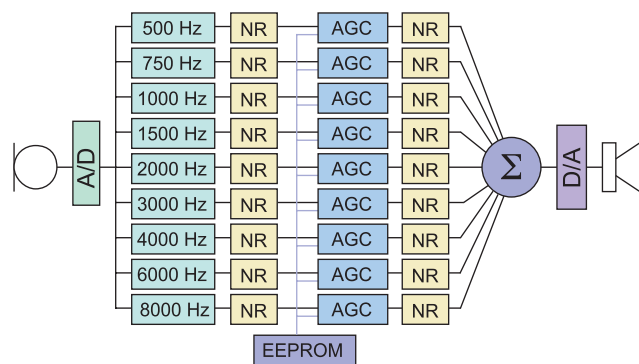 500 Hz NR AGC NR
750 Hz NR AGC NR
1000 Hz NR AGC NR
1500 Hz NR AGC NR
A/D 2000 Hz NR AGC NR Σ D/A
3000 Hz NR AGC NR
4000 Hz NR AGC NR
6000 Hz NR AGC NR
8000 Hz NR AGC NR
EEPROM